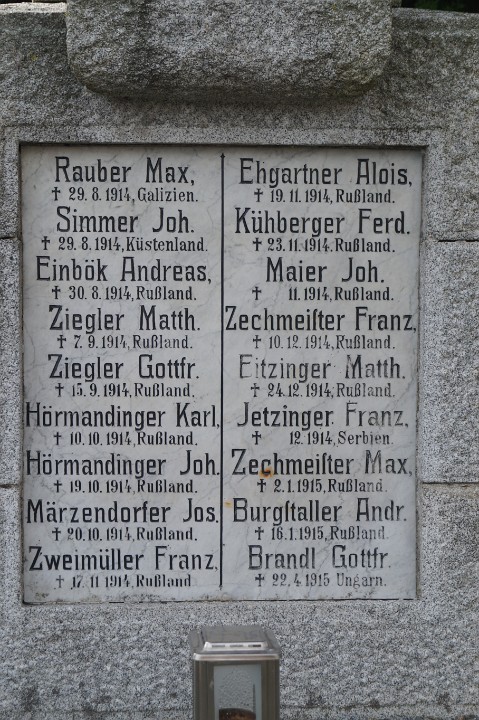 Rauber Max,
† 29. 8. 1914, Galizien.
Simmer Joh.
† 29. 8. 1914, Küstenland.
Einbök Andreas,
† 30. 8. 1914, Rußland.
Ziegler Matth.
† 7. 9. 1914, Rußland.
Ziegler Gottfr.
† 15. 9. 1914, Rußland.
Hörmandinger Karl,
† 10. 10. 1914, Rußland.
Hörmandinger Joh.
† 19. 10. 1914, Rußland.
Märzendorfer Jos.
† 20. 10. 1914, Rußland.
Zweimüller Franz,
† 17. 11 1914, Rußland
Ehgartner Alois,
† 19. 11. 1914, Rußland.
Kühberger Ferd.
† 23. 11. 1914, Rußland.
Maier Joh.
† 11. 1914, Rußland.
Zechmeiſter Franz,
† 10. 12. 1914, Rußland.
Eitzinger Matth.
† 24. 12. 1914, Rußland.
Jetzinger Franz,
† 12. 1914, Serbien.
Zechmeiſter Max,
† 2. 1. 1915, Rußland.
Burgſtaller Andr.
† 16. 1. 1915, Rußland.
Brandl Gottfr.
† 22. 4. 1915 Ungarn.